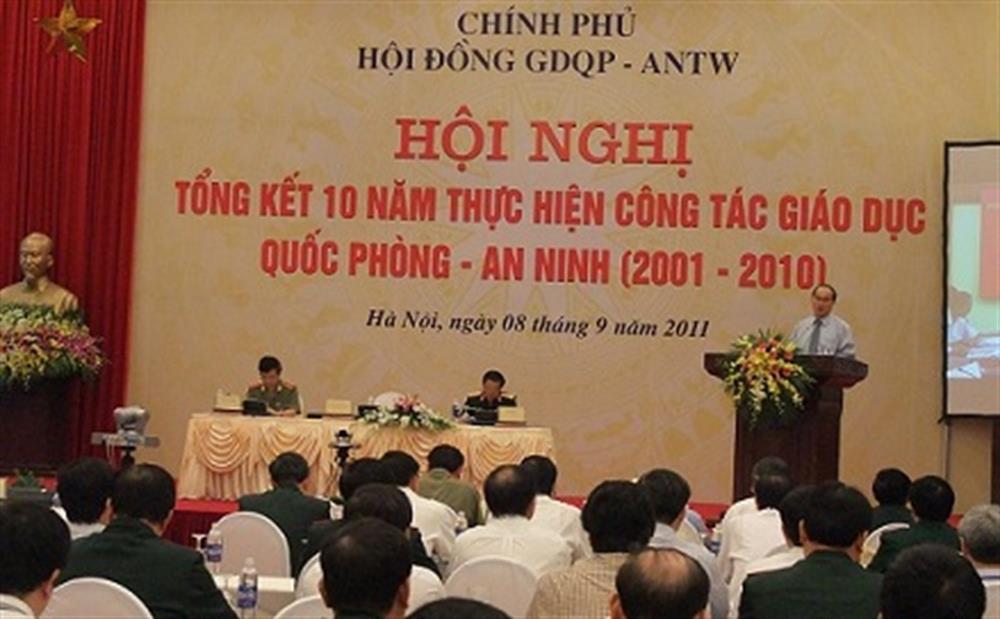 CHÍNH PHỦ
HỘI ĐỒNG GDQP - ANTW
HỘI NGHỊ
TỔNG KẾT 10 NĂM THỰC HIỆN CÔNG TÁC GIÁO DỤC
QUỐC PHÒNG - AN NINH (2001 - 2010)
Hà Nội, ngày 08 tháng 9 năm 2011